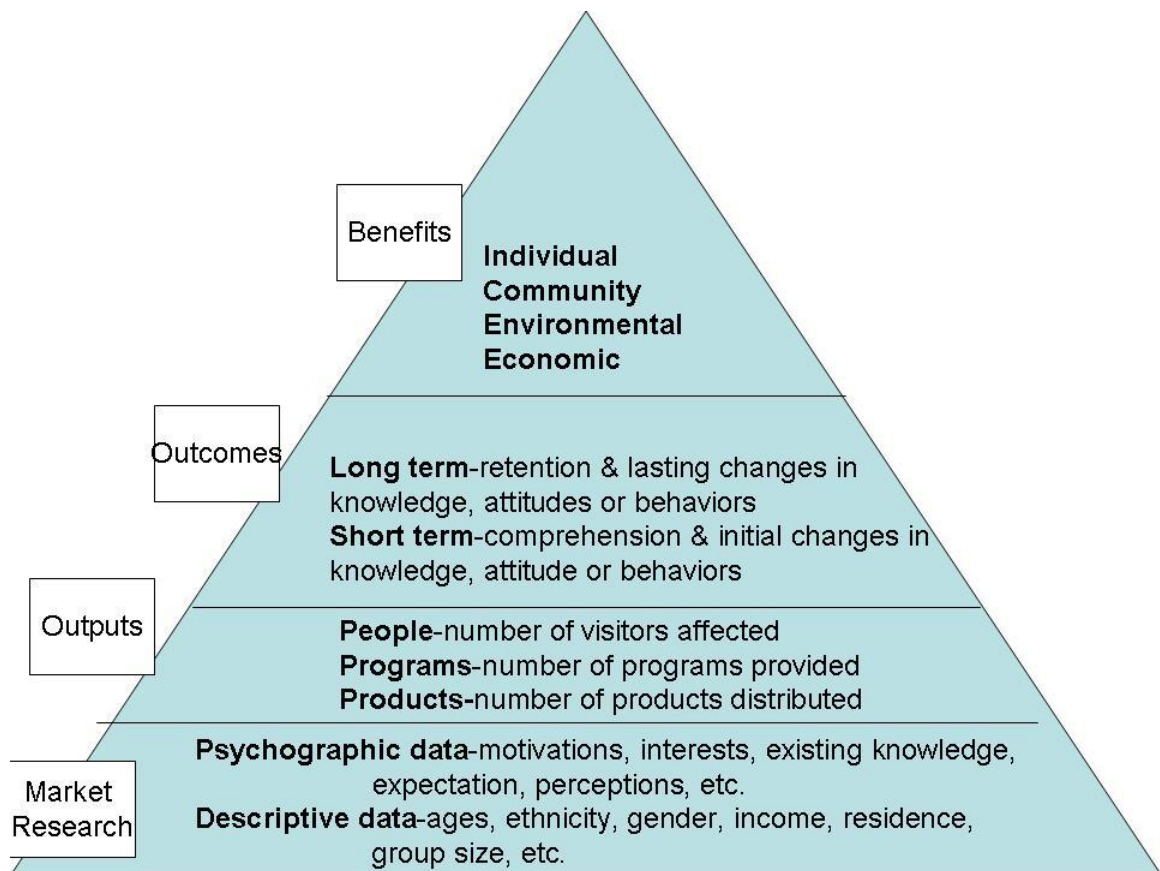 Benefits
Individual
Community
Environmental
Economic
Outcomes
Long term-retention & lasting changes in
knowledge, attitudes or behaviors
Short term-comprehension & initial changes in
knowledge, attitude or behaviors
Outputs
People-number of visitors affected
Programs-number of programs provided
Products-number of products distributed
Market
Research
Psychographic data-motivations, interests, existing knowledge,
expectation, perceptions, etc.
Descriptive data-ages, ethnicity, gender, income, residence,
group size, etc.